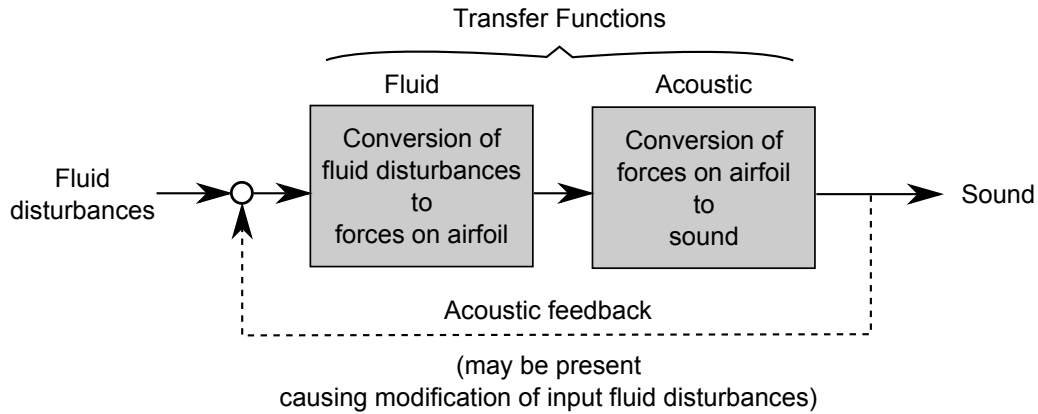 Transfer Functions
Fluid
Acoustic
Conversion of
fluid disturbances
to
forces on airfoil
Conversion of
forces on airfoil
to
sound
Fluid
disturbances
Sound
Acoustic feedback
(may be present
causing modification of input fluid disturbances)